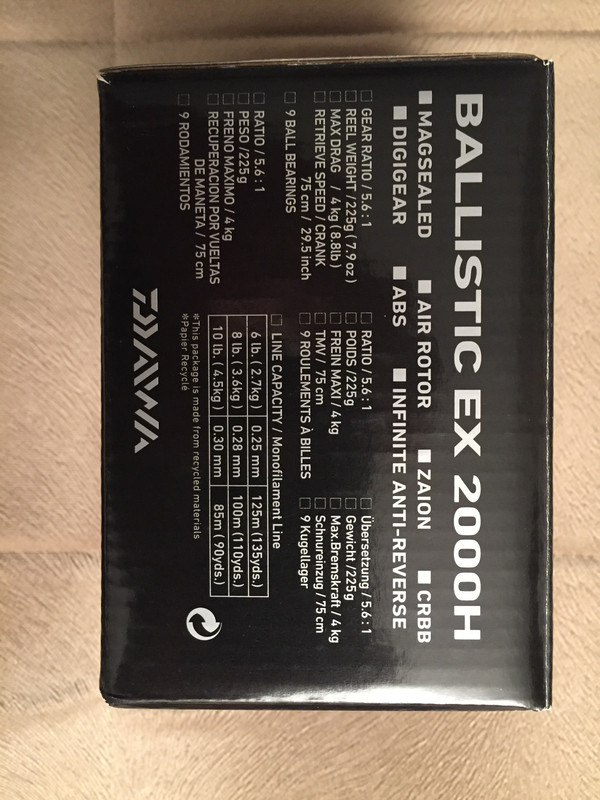 BALLISTIC EX 2000H
■ MAGSEALED ■ AIR ROTOR ■ ZAION ■ CRBB
■ DIGIGEAR ■ ABS ■ INFINITE ANTI-REVERSE
□ GEAR RATIO / 5.6 : 1
□ REEL WEIGHT / 225g ( 7.9 oz )
□ MAX DRAG / 4 kg ( 8.8lb )
□ RETRIEVE SPEED / CRANK
75 cm / 29.5 inch
□ 9 BALL BEARINGS
□ RATIO / 5.6 : 1
□ POIDS / 225g
□ FREIN MAXI / 4 kg
□ TMV / 75 cm
□ 9 ROULEMENTS À BILLES
□ Übersetzung / 5.6 : 1
□ Gewicht / 225g
□ Max.Bremskraft / 4 kg
□ Schnureinzug / 75 cm
□ 9 Kugellager
□ RATIO / 5.6 : 1
□ PESO / 225g
□ FRENO MAXIMO / 4 kg
□ RECUPERACION POR VUELTAS
DE MANETA / 75 cm
□ 9 RODAMIENTOS
□ LINE CAPACITY / Monofilament Line
6 lb. ( 2.7kg ) 0.25 mm 125m (135yds.)
8 lb. ( 3.6kg ) 0.28 mm 100m (110yds.)
10 lb. ( 4.5kg ) 0.30 mm 85m ( 90yds.)
※This package is made from recycled materials
※Papier Recyclé
DAIWA